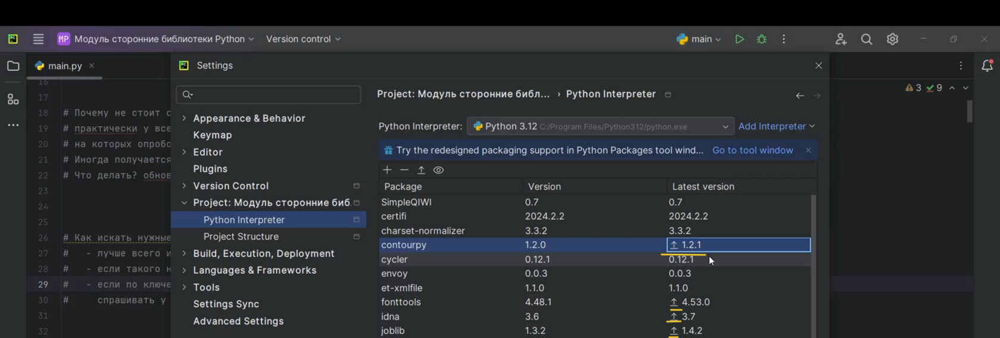 MP Модуль сторонние библиотеки Python Version control main
main.py
Settings
16
17
18 # Почему не стоит с
19 # практически у все
20 # на которых опробо
21 # Иногда получается
22 # Что делать? обнов
23
24
25
26 # Как искать нужные
27 # - лучше всего и
28 # - если такого н
29 # - если по ключе
30 # спрашивать у
31
32
3 9
Appearance & Behavior
Keymap
Editor
Plugins
Version Control
Project: Модуль сторонние биб.
Python Interpreter
Project Structure
Build, Execution, Deployment
Languages & Frameworks
Tools
Settings Sync
Advanced Settings
Project: Модуль сторонние библ... › Python Interpreter
Python Interpreter: Python 3.12 C:/Program Files/Python312/python.exe Add Interpreter
Try the redesigned packaging support in Python Packages tool wind... Go to tool window
Package Version Latest version
SimpleQIWI 0.7 0.7
certifi 2024.2.2 2024.2.2
charset-normalizer 3.3.2 3.3.2
contourpy 1.2.0 1.2.1
cycler 0.12.1 0.12.1
envoy 0.0.3 0.0.3
et-xmlfile 1.1.0 1.1.0
fonttools 4.48.1 4.53.0
idna 3.6 3.7
joblib 1.3.2 1.4.2